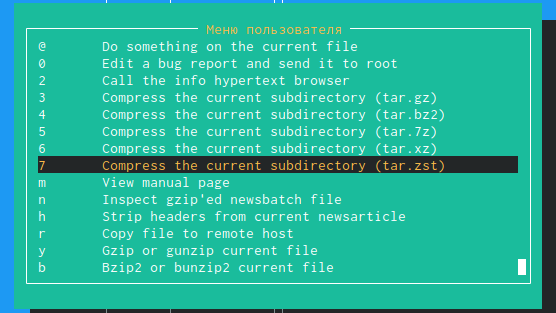 Меню пользователя
@ Do something on the current file
0 Edit a bug report and send it to root
2 Call the info hypertext browser
3 Compress the current subdirectory (tar.gz)
4 Compress the current subdirectory (tar.bz2)
5 Compress the current subdirectory (tar.7z)
6 Compress the current subdirectory (tar.xz)
7 Compress the current subdirectory (tar.zst)
m View manual page
n Inspect gzip'ed newsbatch file
h Strip headers from current newsarticle
r Copy file to remote host
y Gzip or gunzip current file
b Bzip2 or bunzip2 current file